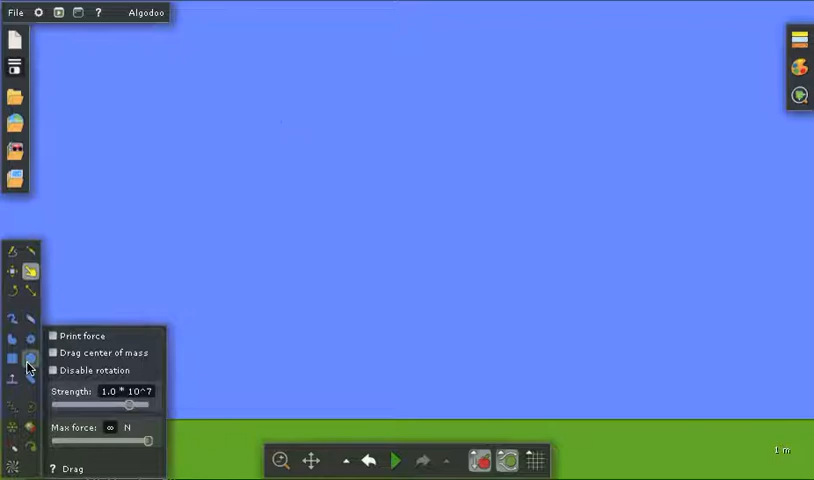 File ? Algodoo
Print force
Drag center of mass
Disable rotation
Strength: 1.0 * 10^7
Max force: ∞ N
? Drag
1 m